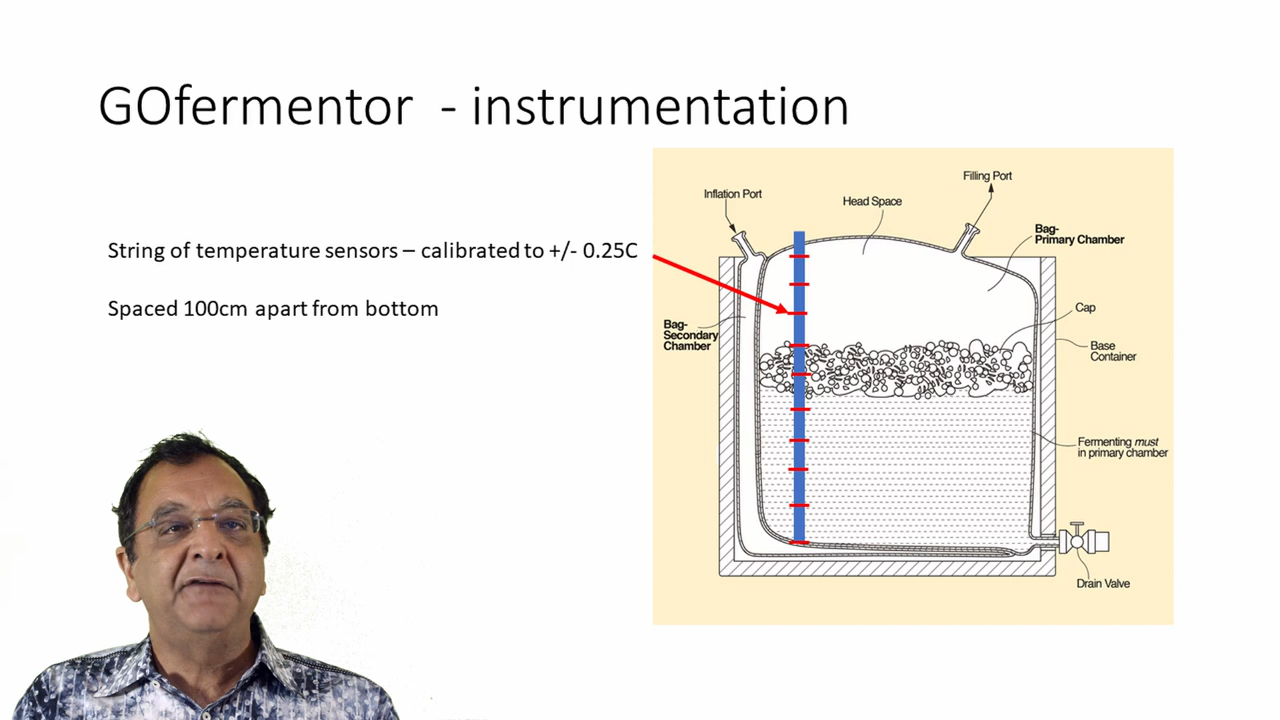 GOfermentor - instrumentation
String of temperature sensors – calibrated to +/- 0.25C
Spaced 100cm apart from bottom
Filling Port
Inflation Port
Head Space
Bag-
Primary Chamber
Cap
Bag-
Secondary
Chamber
Base
Container
Fermenting must
in primary chamber
Drain Valve